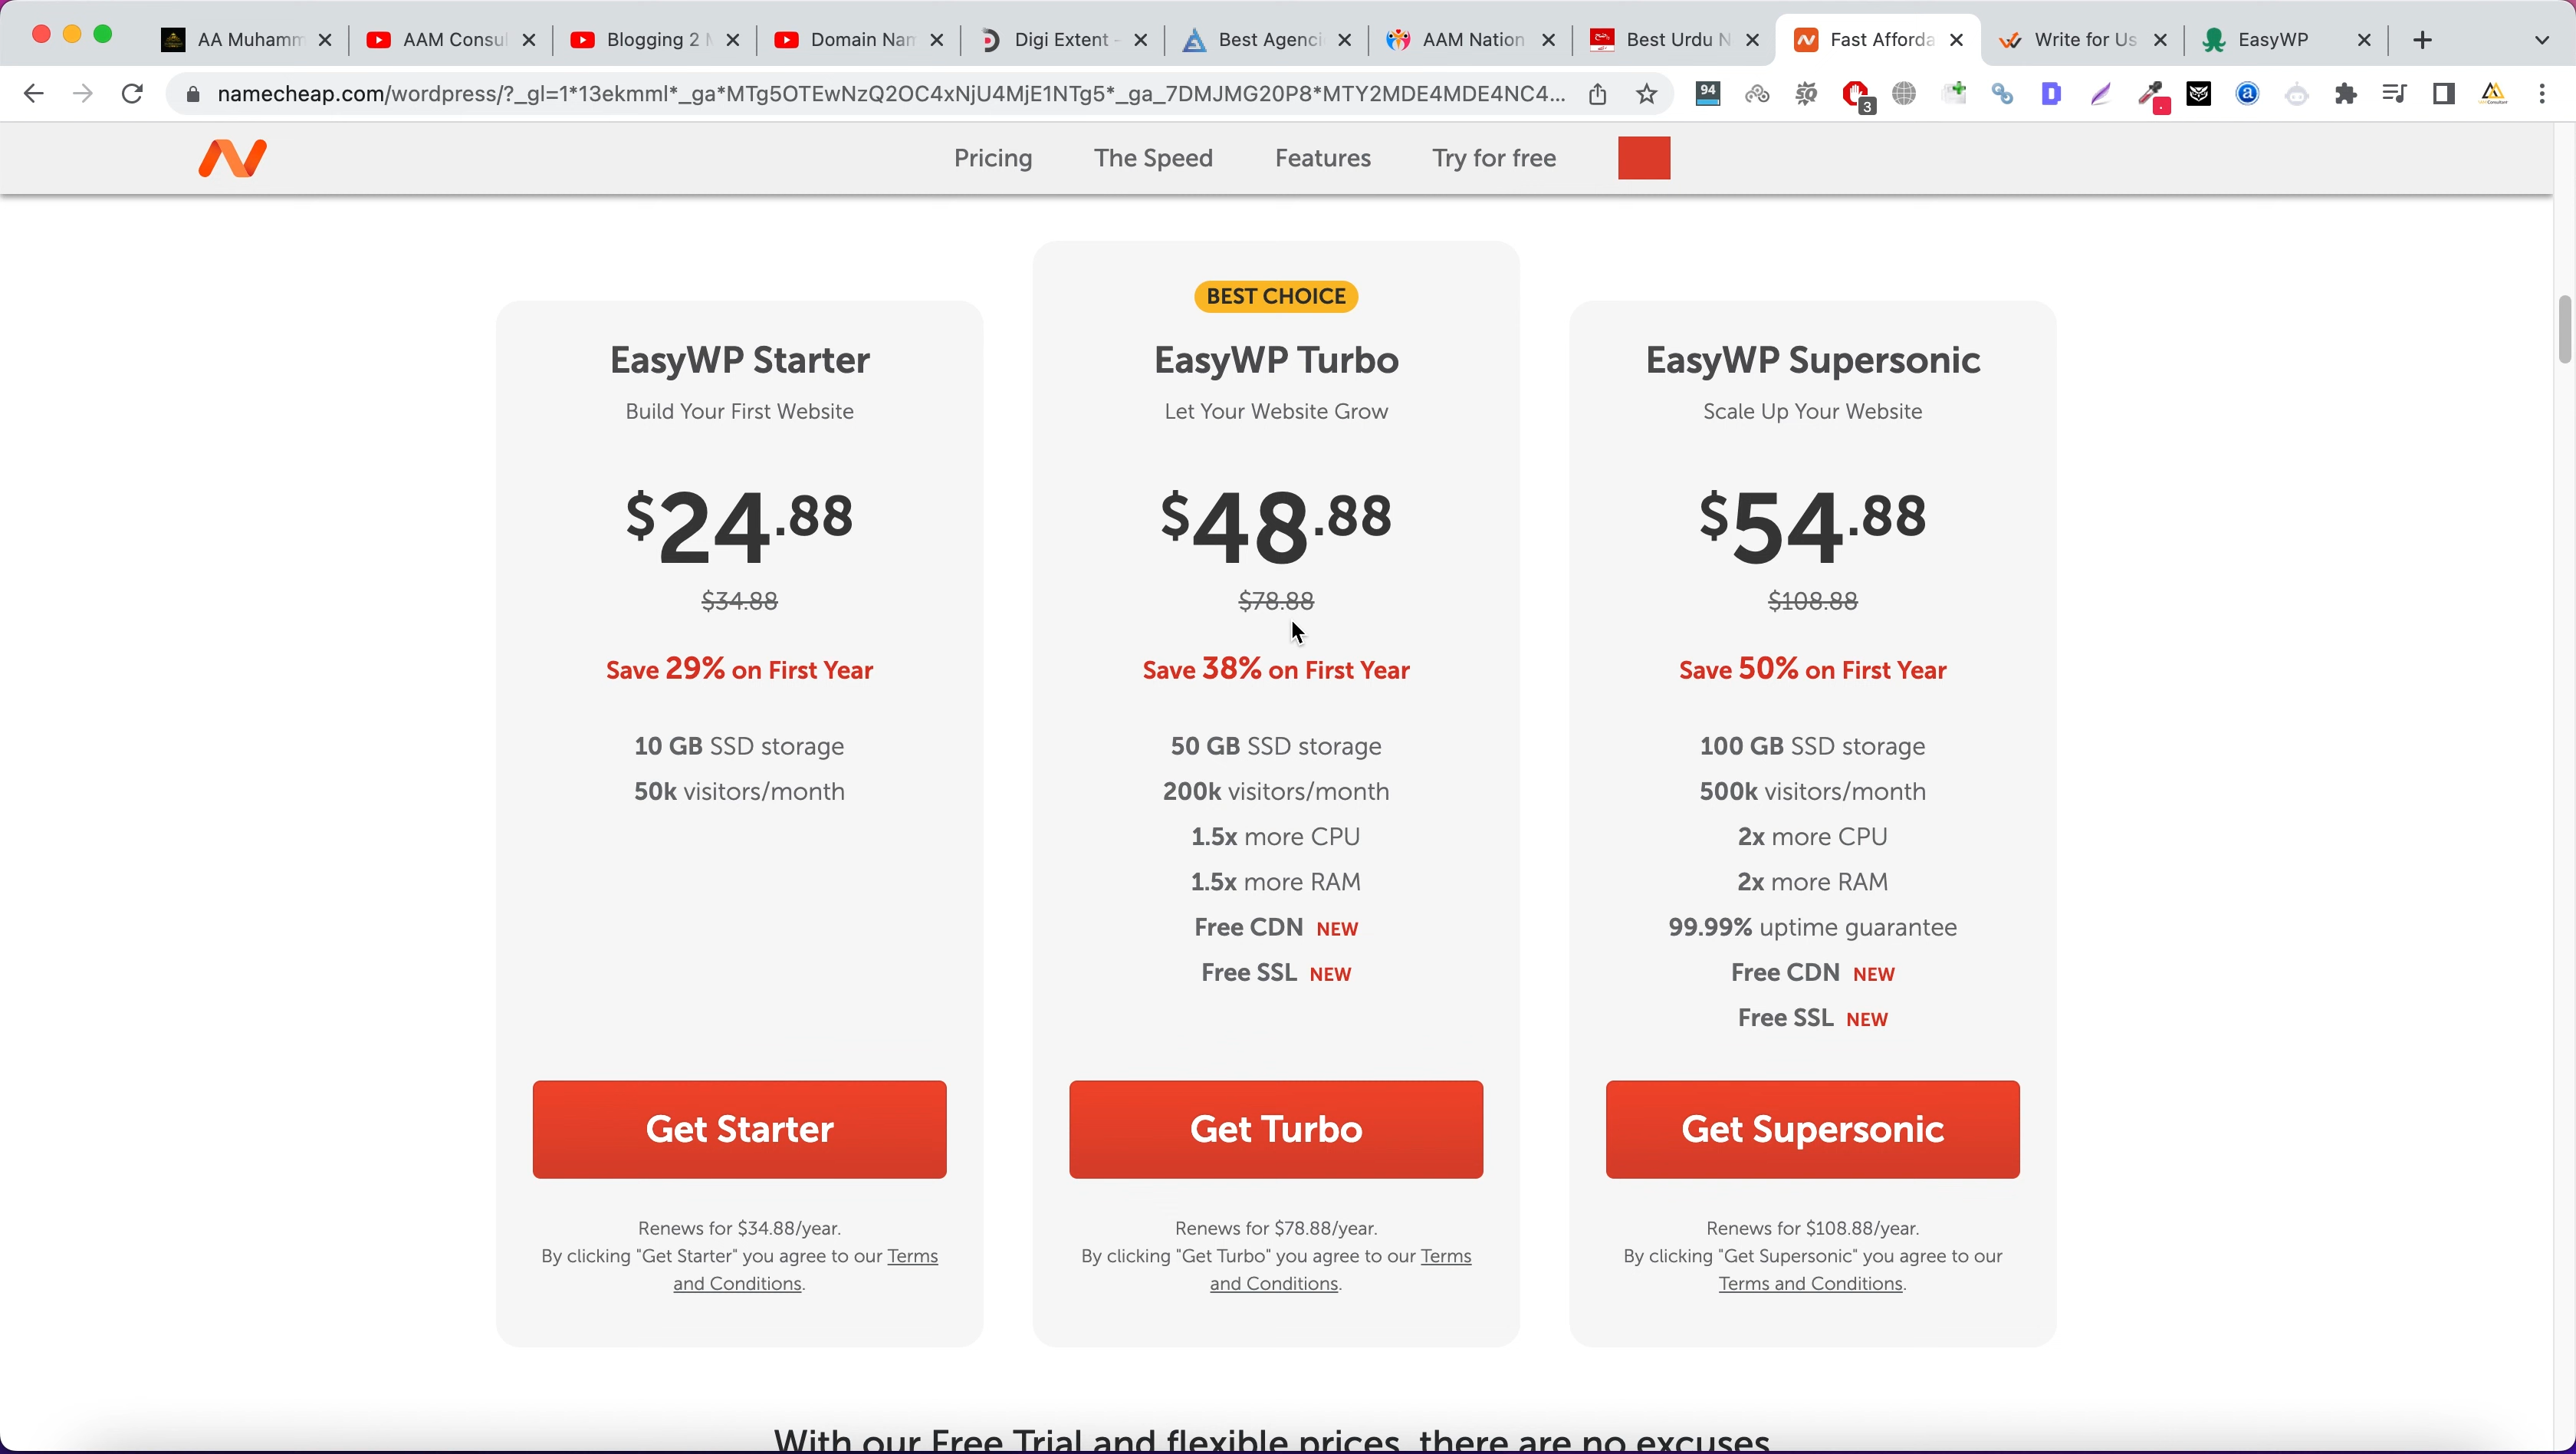 AA Muhamm
AAM Consul
Blogging 2 M
Domain Nam
Digi Extent -
Best Agenci
AAM Nation
Best Urdu N
Fast Afforda
Write for Us
EasyWP
namecheap.com/wordpress/?_gl=1*13ekmml*_ga*MTg5OTEwNzQ2OC4xNjU4MjE1NTg5*_ga_7DMJMG20P8*MTY2MDE4MDE4NC4...
94
3
Pricing
The Speed
Features
Try for free
BEST CHOICE
EasyWP Starter
Build Your First Website
$24.88
$34.88
Save 29% on First Year
10 GB SSD storage
50k visitors/month
Get Starter
Renews for $34.88/year.
By clicking "Get Starter" you agree to our Terms
and Conditions.
EasyWP Turbo
Let Your Website Grow
$48.88
$78.88
Save 38% on First Year
50 GB SSD storage
200k visitors/month
1.5x more CPU
1.5x more RAM
Free CDN NEW
Free SSL NEW
Get Turbo
Renews for $78.88/year.
By clicking "Get Turbo" you agree to our Terms
and Conditions.
EasyWP Supersonic
Scale Up Your Website
$54.88
$108.88
Save 50% on First Year
100 GB SSD storage
500k visitors/month
2x more CPU
2x more RAM
99.99% uptime guarantee
Free CDN NEW
Free SSL NEW
Get Supersonic
Renews for $108.88/year.
By clicking "Get Supersonic" you agree to our
Terms and Conditions.
With our Free Trial and flexible prices, there are no excuses